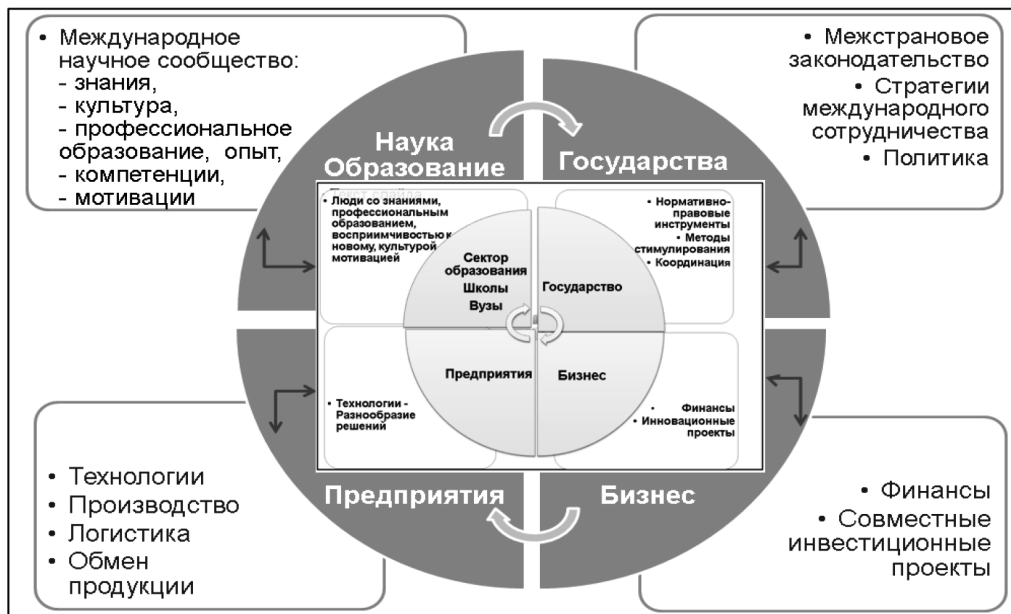 • Международное
научное сообщество:
- знания,
- культура,
- профессиональное
образование, опыт,
- компетенции,
- мотивации
• Межстрановое
законодательство
• Стратегии
международного
сотрудничества
• Политика
Наука
Образование
Государства
• Люди со знаниями,
профессиональным
образованием,
восприимчивостью к
новому, культурой
мотивацией
• Нормативно-
правовые
инструменты
• Методы
стимулирования
• Координация
Сектор
образования
Школы
Вузы
Государство
Предприятия
Бизнес
• Технологии -
Разнообразие
решений
• Финансы
• Инновационные
проекты
Предприятия
Бизнес
• Технологии
• Производство
• Логистика
• Обмен
продукции
• Финансы
• Совместные
инвестиционные
проекты